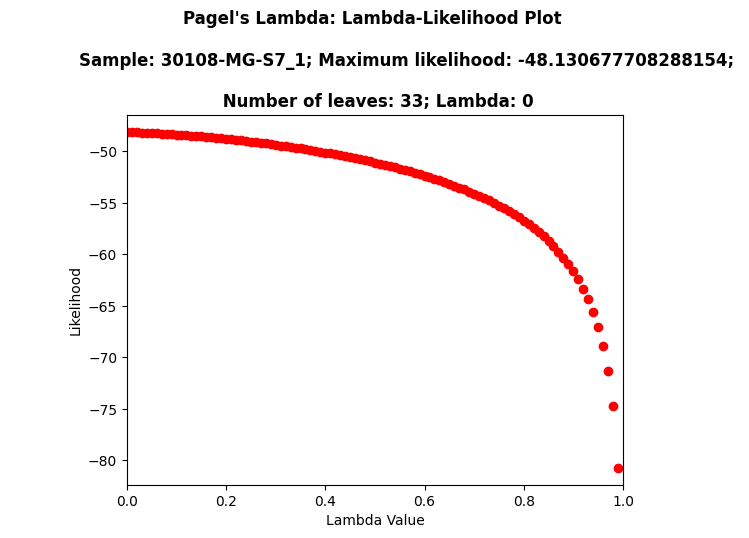 Pagel's Lambda: Lambda-Likelihood Plot
Sample: 30108-MG-S7_1; Maximum likelihood: -48.130677708288154;
Number of leaves: 33; Lambda: 0
−50
−55
−60
−65
−70
−75
−80
Likelihood
0.0 0.2 0.4 0.6 0.8 1.0
Lambda Value